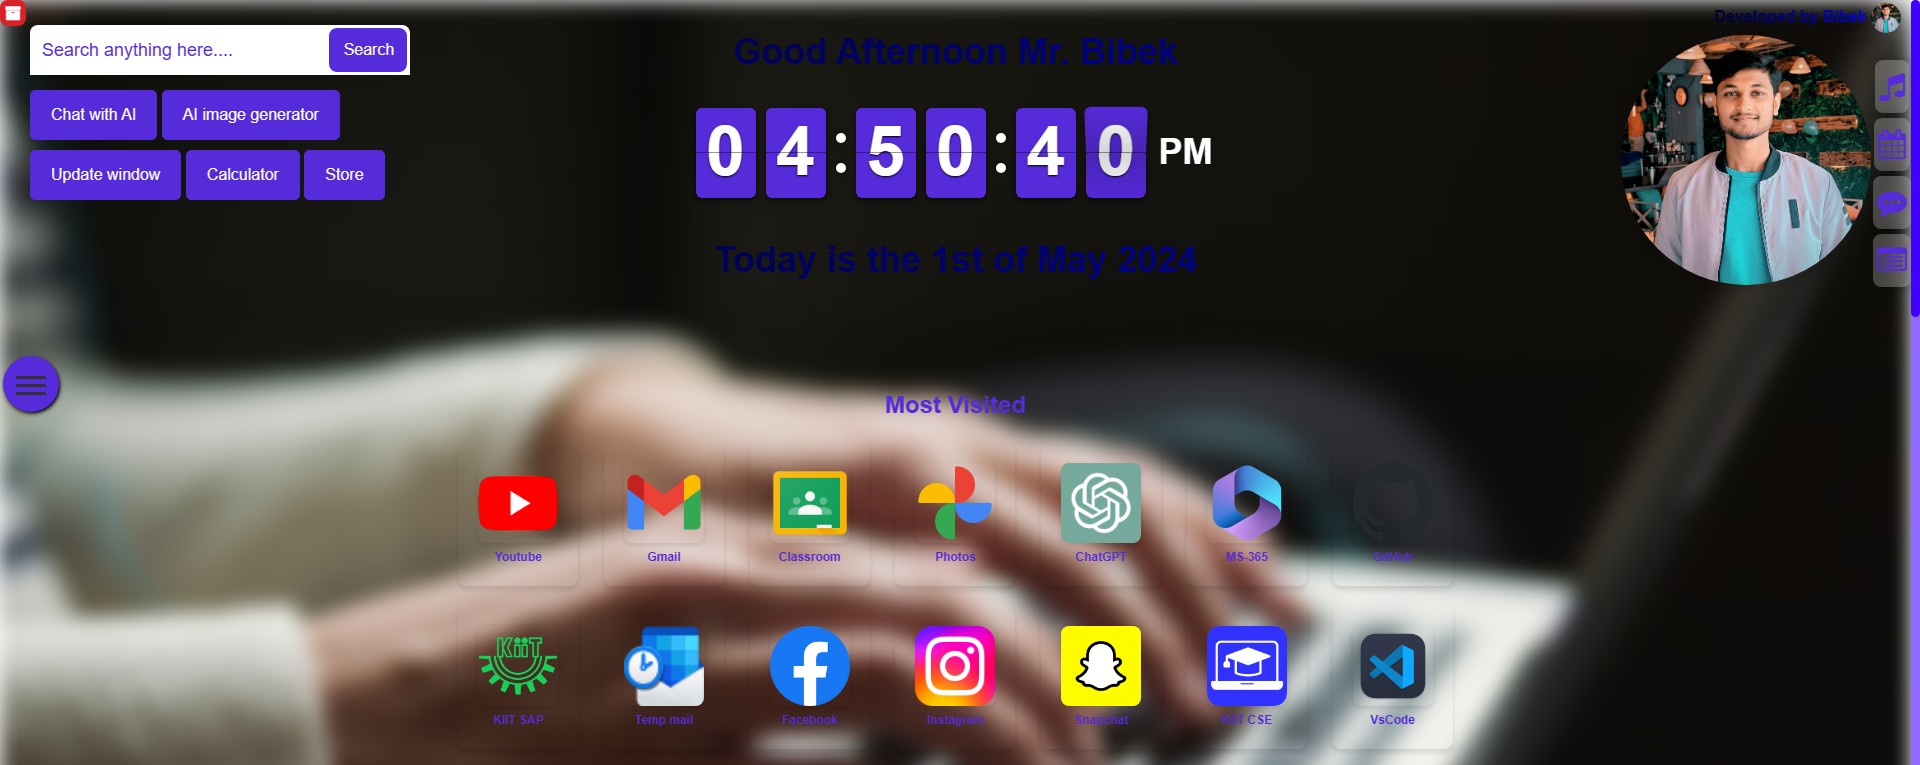 Developed by Bibek
Search anything here....
Search
Good Afternoon Mr. Bibek
Chat with AI
AI image generator
04:50:40 PM
Update window
Calculator
Store
Today is the 1st of May 2024
Most Visited
Youtube
Gmail
Classroom
Photos
ChatGPT
MS-365
GitHub
KiiT
KIIT SAP
Temp mail
Facebook
Instagram
Snapchat
KIIT CSE
VsCode